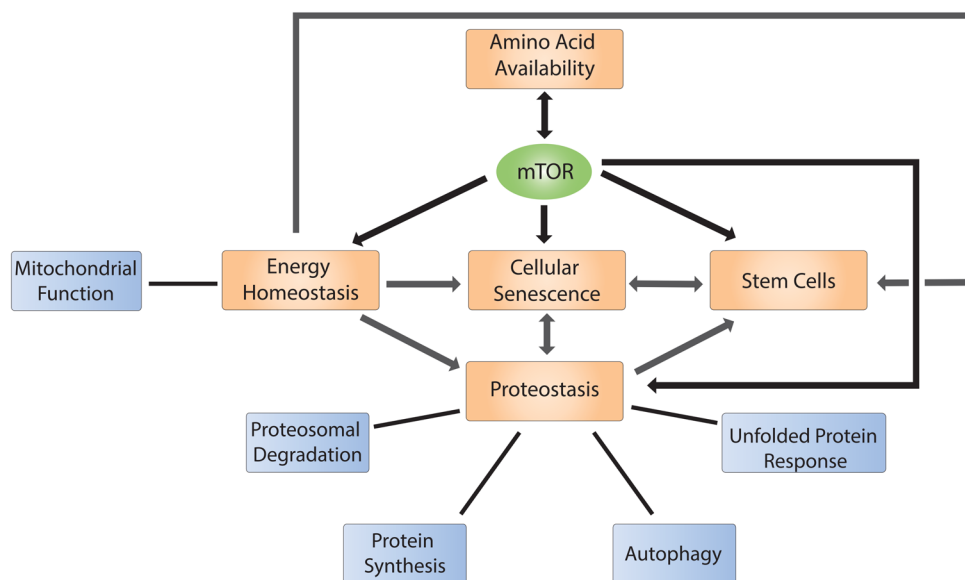 Amino Acid
Availability
mTOR
Mitochondrial
Function
Energy
Homeostasis
Cellular
Senescence
Stem Cells
Proteostasis
Proteosomal
Degradation
Unfolded Protein
Response
Protein
Synthesis
Autophagy